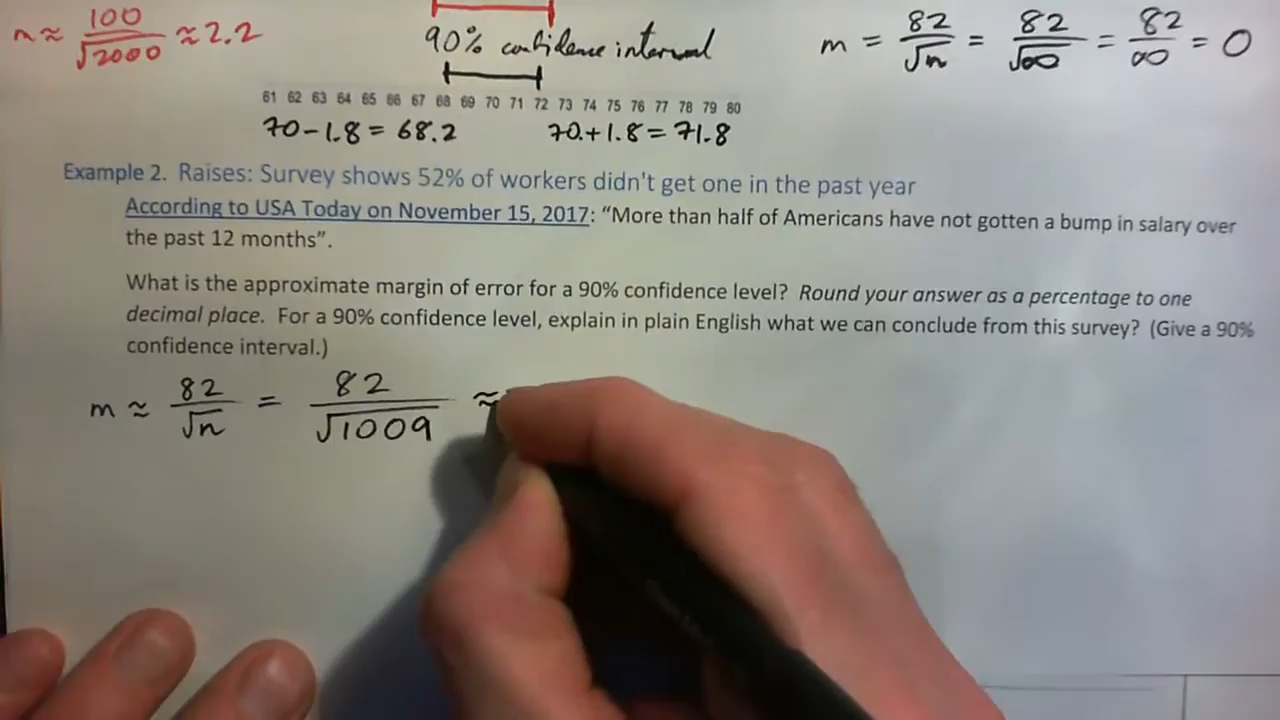 m ≈ 100/√2000 ≈ 2.2
90% confidence interval
m = 82/√n = 82/√∞ = 82/∞ = 0
61 62 63 64 65 66 67 68 69 70 71 72 73 74 75 76 77 78 79 80
70-1.8 = 68.2 70+1.8 = 71.8
Example 2. Raises: Survey shows 52% of workers didn't get one in the past year
According to USA Today on November 15, 2017: “More than half of Americans have not gotten a bump in salary over
the past 12 months”.
What is the approximate margin of error for a 90% confidence level? Round your answer as a percentage to one
decimal place. For a 90% confidence level, explain in plain English what we can conclude from this survey? (Give a 90%
confidence interval.)
m ≈ 82/√n = 82/√1009 ≈